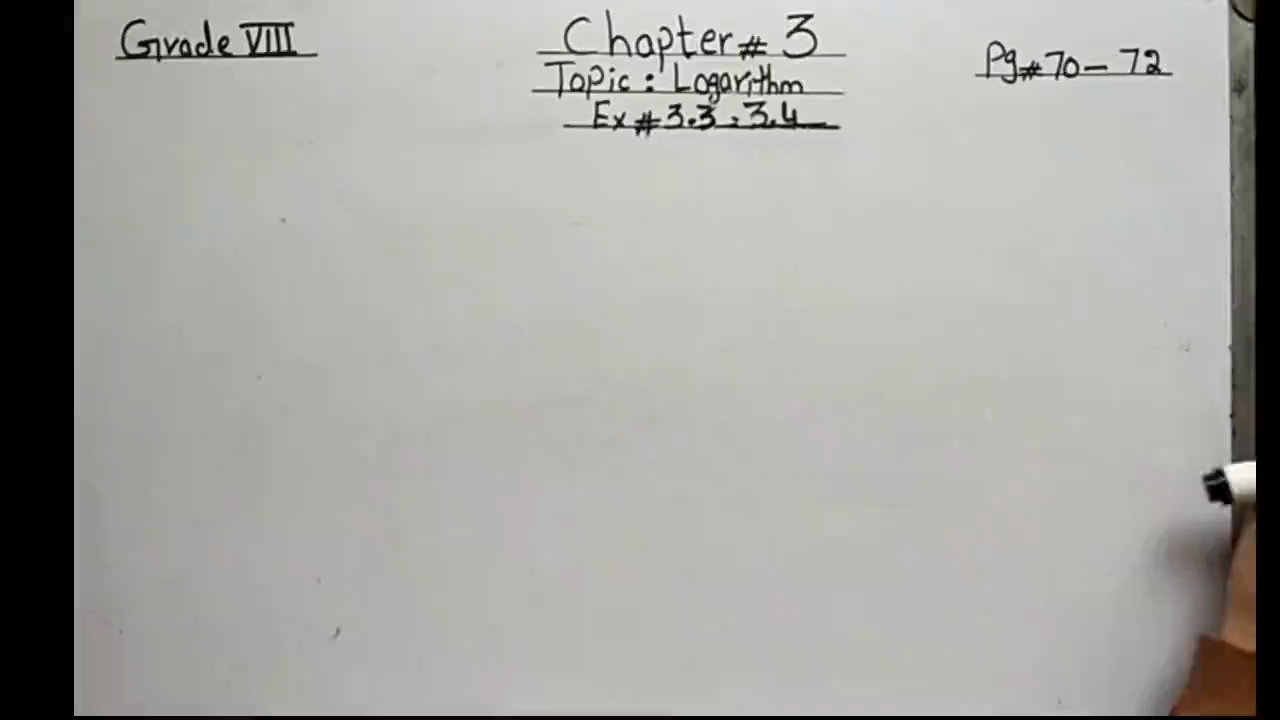 Grade VIII
Chapter # 3
Pg # 70 - 72
Topic : Logarithm
Ex # 3.3 , 3.4